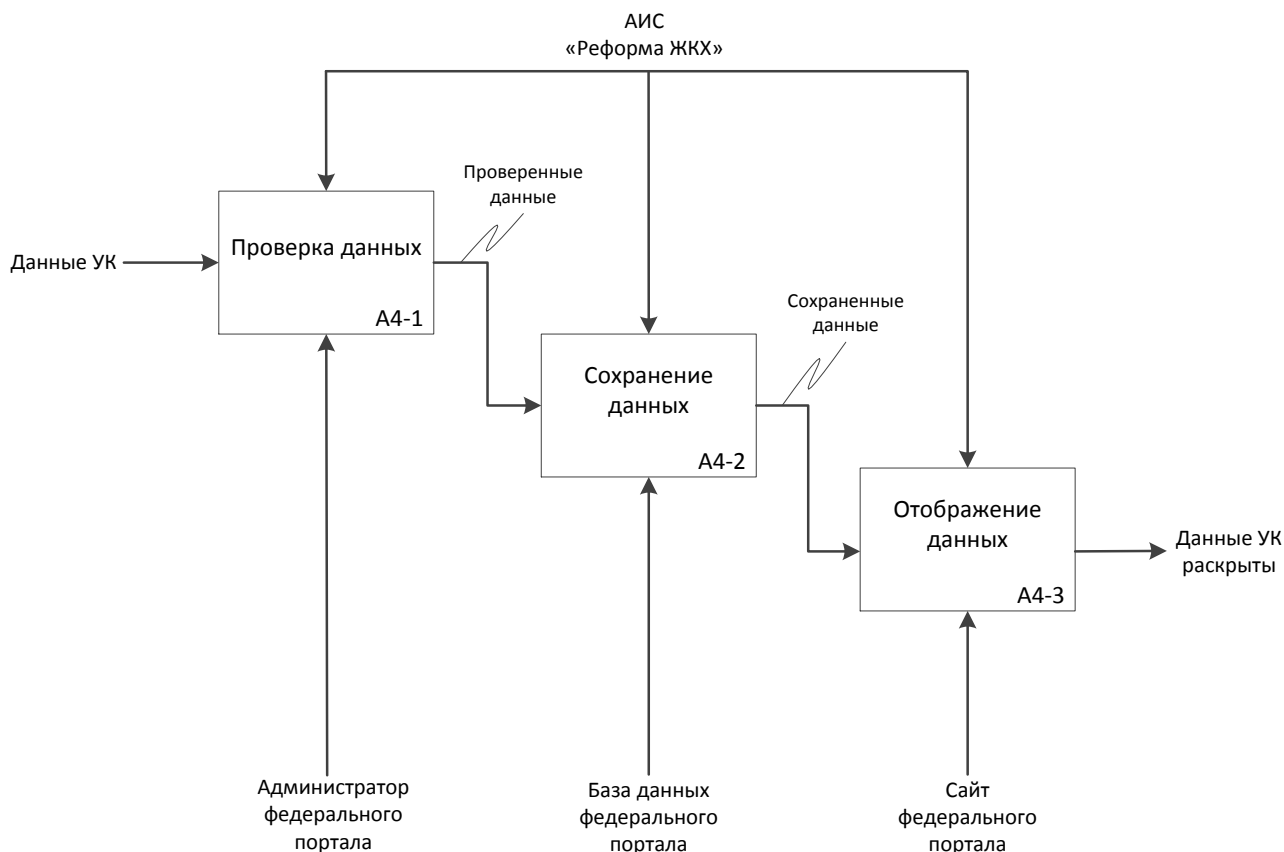 АИС
«Реформа ЖКХ»
Проверенные
данные
Проверка данных
Данные УК
А4-1
Сохраненные
данные
Сохранение
данных
А4-2
Отображение
данных
А4-3
Данные УК
раскрыты
Администратор
федерального
портала
База данных
федерального
портала
Сайт
федерального
портала